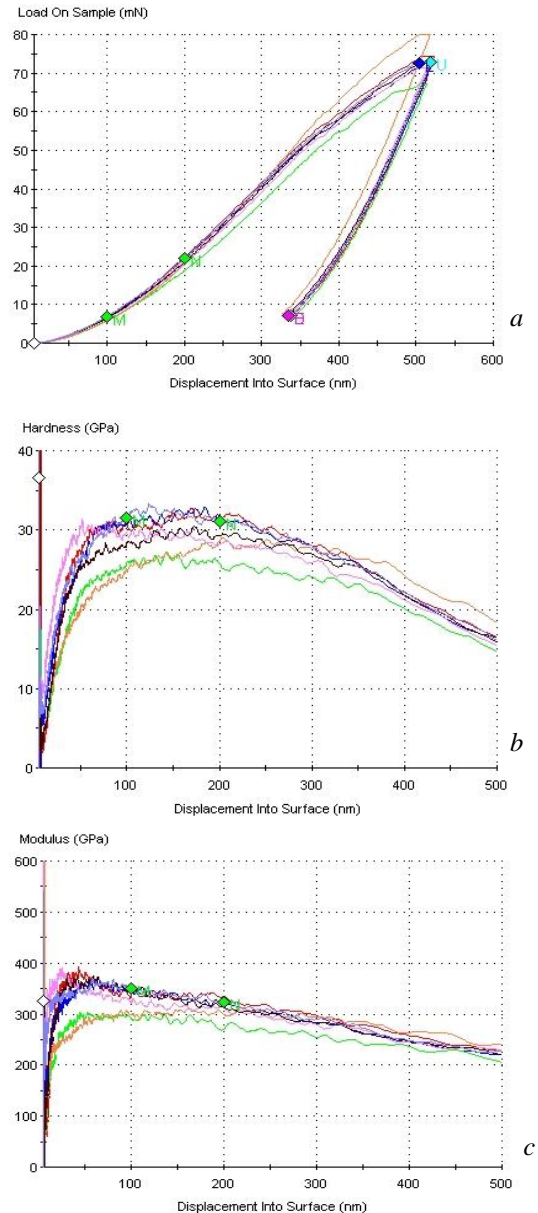 Load On Sample (mN)
80
70
60
50
40
30
20
10
0
U
N
M
0 100 200 300 400 500 600
Displacement Into Surface (nm)
a
Hardness (GPa)
40
30
20
10
0
0 100 200 300 400 500
Displacement Into Surface (nm)
b
Modulus (GPa)
600
500
400
300
200
100
0
0 100 200 300 400 500
Displacement Into Surface (nm)
c